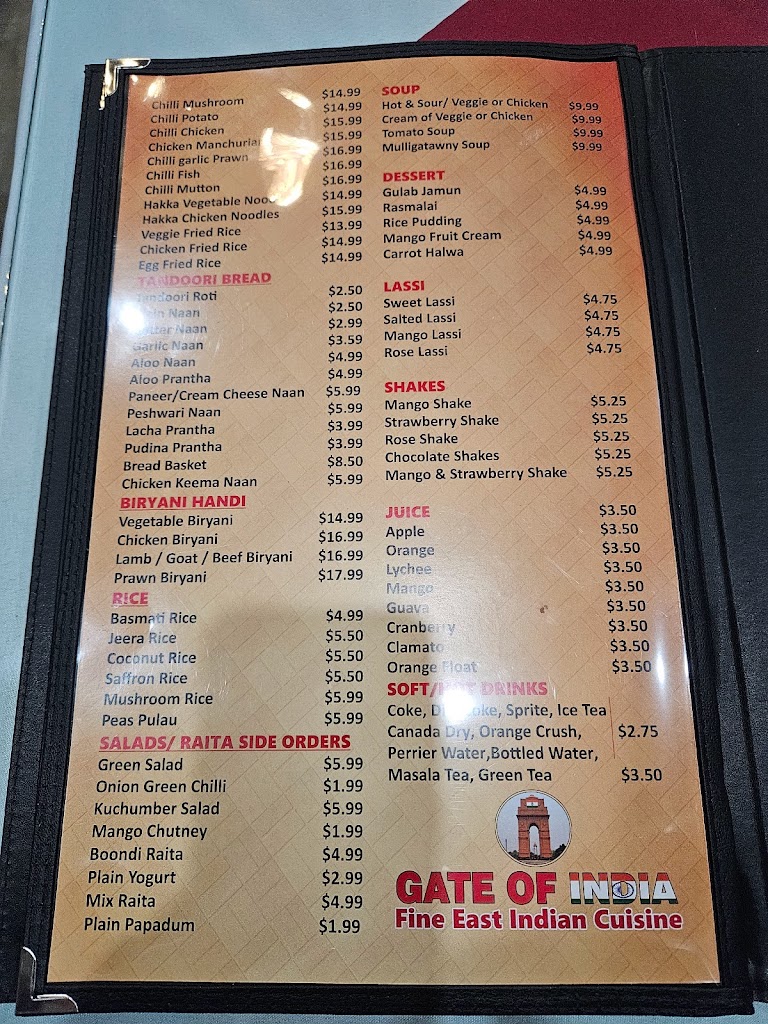 Chilli Mushroom $14.99
Chilli Potato $14.99
Chilli Chicken $15.99
Chicken Manchurian $15.99
Chilli garlic Prawn $16.99
Chilli Fish $16.99
Chilli Mutton $16.99
Hakka Vegetable $14.99
Hakka Chicken Noodles $15.99
Veggie Fried Rice $13.99
Chicken Fried Rice $14.99
Egg Fried Rice $14.99
TANDOORI BREAD
Tandoori Roti $2.50
Naan $2.50
Naan $2.99
Garlic Naan $3.59
Aloo Naan $4.99
Aloo Prantha $4.99
Paneer/Cream Cheese Naan $5.99
Peshwari Naan $5.99
Lacha Prantha $3.99
Pudina Prantha $3.99
Bread Basket $8.50
Chicken Keema Naan $5.99
BIRYANI HANDI
Vegetable Biryani $14.99
Chicken Biryani $16.99
Lamb / Goat / Beef Biryani $16.99
Prawn Biryani $17.99
RICE
Basmati Rice $4.99
Jeera Rice $5.50
Coconut Rice $5.50
Saffron Rice $5.50
Mushroom Rice $5.99
Peas Pulau $5.99
SALADS/ RAITA SIDE ORDERS
Green Salad $5.99
Onion Green Chilli $1.99
Kuchumber Salad $5.99
Mango Chutney $1.99
Boondi Raita $4.99
Plain Yogurt $2.99
Mix Raita $4.99
Plain Papadum $1.99
SOUP
Hot & Sour/ Veggie or Chicken $9.99
Cream of Veggie or Chicken $9.99
Tomato Soup $9.99
Mulligatawny Soup $9.99
DESSERT
Gulab Jamun $4.99
Rasmalai $4.99
Rice Pudding $4.99
Mango Fruit Cream $4.99
Carrot Halwa $4.99
LASSI
Sweet Lassi $4.75
Salted Lassi $4.75
Mango Lassi $4.75
Rose Lassi $4.75
SHAKES
Mango Shake $5.25
Strawberry Shake $5.25
Rose Shake $5.25
Chocolate Shakes $5.25
Mango & Strawberry Shake $5.25
JUICE $3.50
Apple $3.50
Orange $3.50
Lychee $3.50
Mango $3.50
Guava $3.50
Cranberry $3.50
Clamato $3.50
Orange Float $3.50
SOFT/HOT DRINKS
Coke, Diet Coke, Sprite, Ice Tea
Canada Dry, Orange Crush, $2.75
Perrier Water,Bottled Water,
Masala Tea, Green Tea $3.50
GATE OF INDIA
Fine East Indian Cuisine